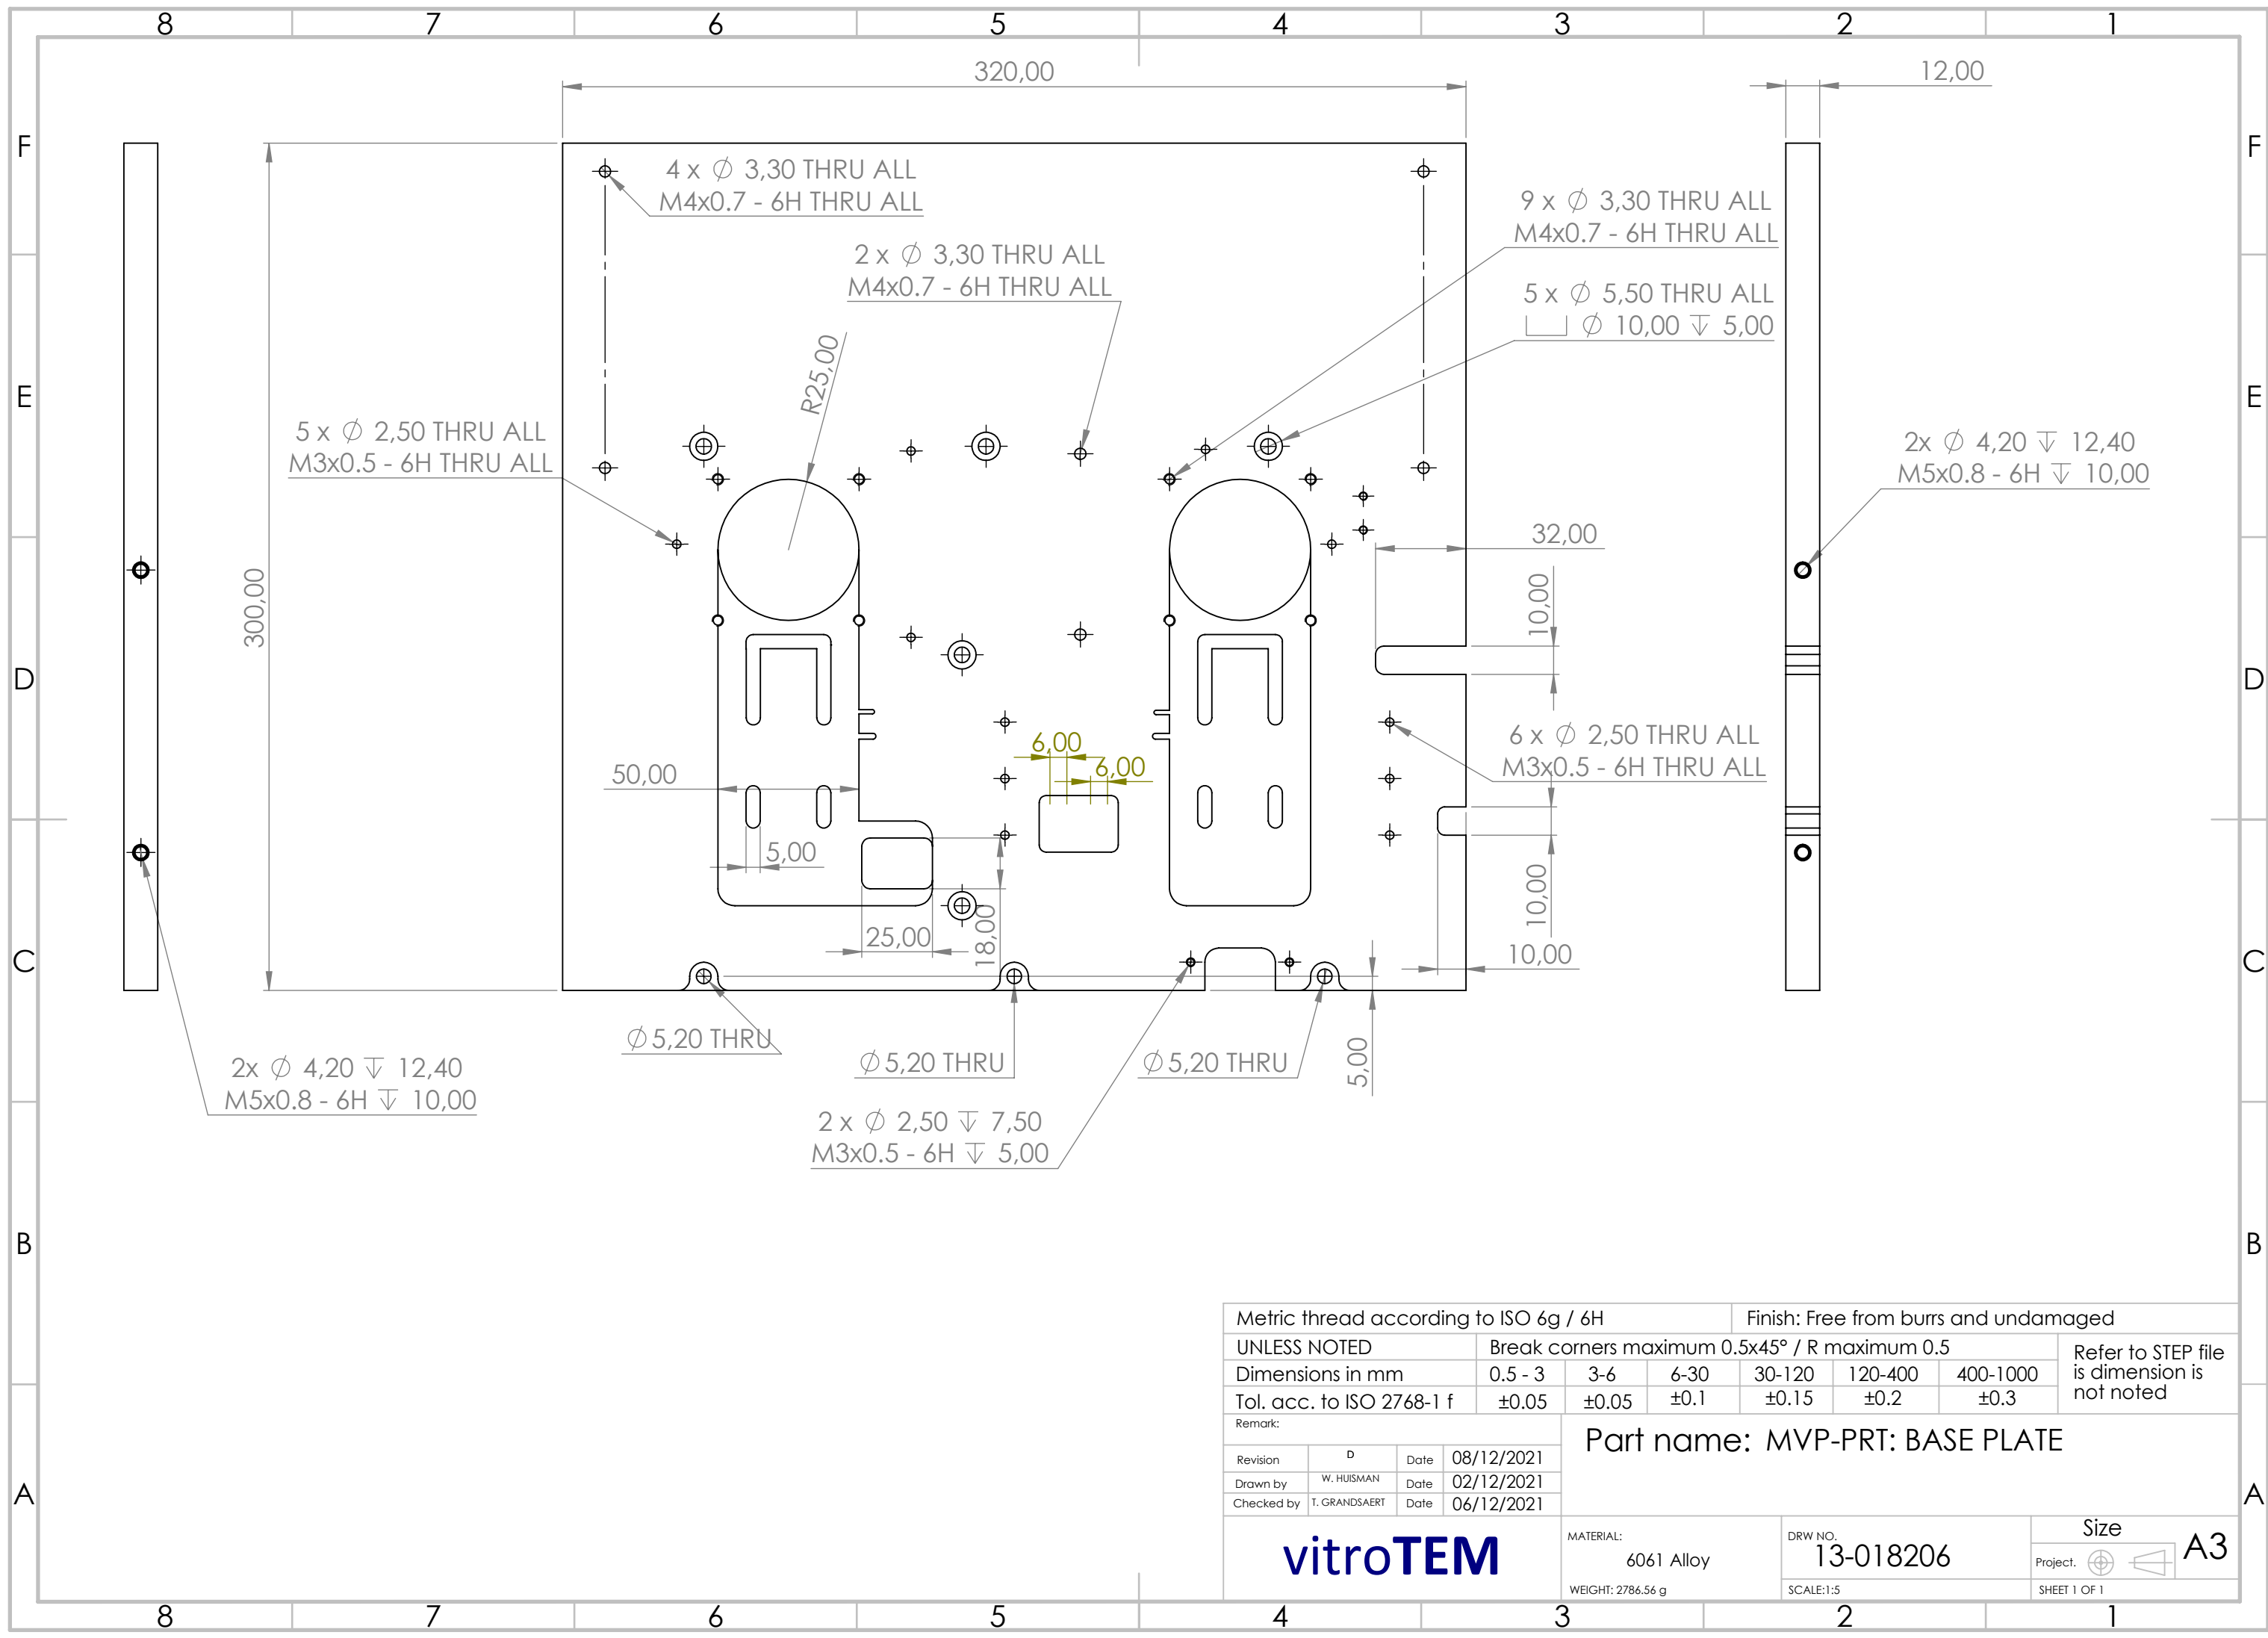 8 7 6 5 4 3 2 1
320,00
12,00
F
F
4 x ∅ 3,30 THRU ALL
M4x0.7 - 6H THRU ALL
9 x ∅ 3,30 THRU ALL
M4x0.7 - 6H THRU ALL
2 x ∅ 3,30 THRU ALL
M4x0.7 - 6H THRU ALL
5 x ∅ 5,50 THRU ALL
⌴ ∅ 10,00 ↧ 5,00
R25,00
E
E
5 x ∅ 2,50 THRU ALL
M3x0.5 - 6H THRU ALL
2x ∅ 4,20 ↧ 12,40
M5x0.8 - 6H ↧ 10,00
32,00
10,00
300,00
D
D
6,00
6,00
6 x ∅ 2,50 THRU ALL
M3x0.5 - 6H THRU ALL
50,00
5,00
10,00
25,00
18,00
10,00
C
C
∅ 5,20 THRU
∅ 5,20 THRU
∅ 5,20 THRU
5,00
2x ∅ 4,20 ↧ 12,40
M5x0.8 - 6H ↧ 10,00
2 x ∅ 2,50 ↧ 7,50
M3x0.5 - 6H ↧ 5,00
B
B
Metric thread according to ISO 6g / 6H Finish: Free from burrs and undamaged
UNLESS NOTED Break corners maximum 0.5x45° / R maximum 0.5
Refer to STEP file
is dimension is
not noted
Dimensions in mm 0.5 - 3 3-6 6-30 30-120 120-400 400-1000
Tol. acc. to ISO 2768-1 f ±0.05 ±0.05 ±0.1 ±0.15 ±0.2 ±0.3
Remark:
Part name: MVP-PRT: BASE PLATE
Revision D Date 08/12/2021
Drawn by W. HUISMAN Date 02/12/2021
Checked by T. GRANDSAERT Date 06/12/2021
A
A
vitroTEM
MATERIAL:
6061 Alloy
WEIGHT: 2786.56 g
DRW NO.
13-018206
SCALE:1:5
Size
A3
Project.
SHEET 1 OF 1
8 7 6 5 4 3 2 1